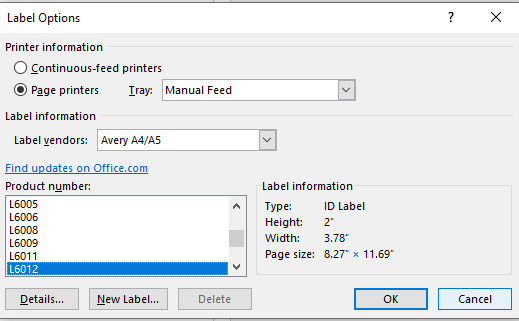 Label Options
? ×
Printer information
Continuous-feed printers
Page printers Tray: Manual Feed
Label information
Label vendors: Avery A4/A5
Find updates on Office.com
Product number:
L6005
L6006
L6008
L6009
L6011
L6012
Label information
Type: ID Label
Height: 2"
Width: 3.78"
Page size: 8.27" × 11.69"
Details... New Label... Delete OK Cancel